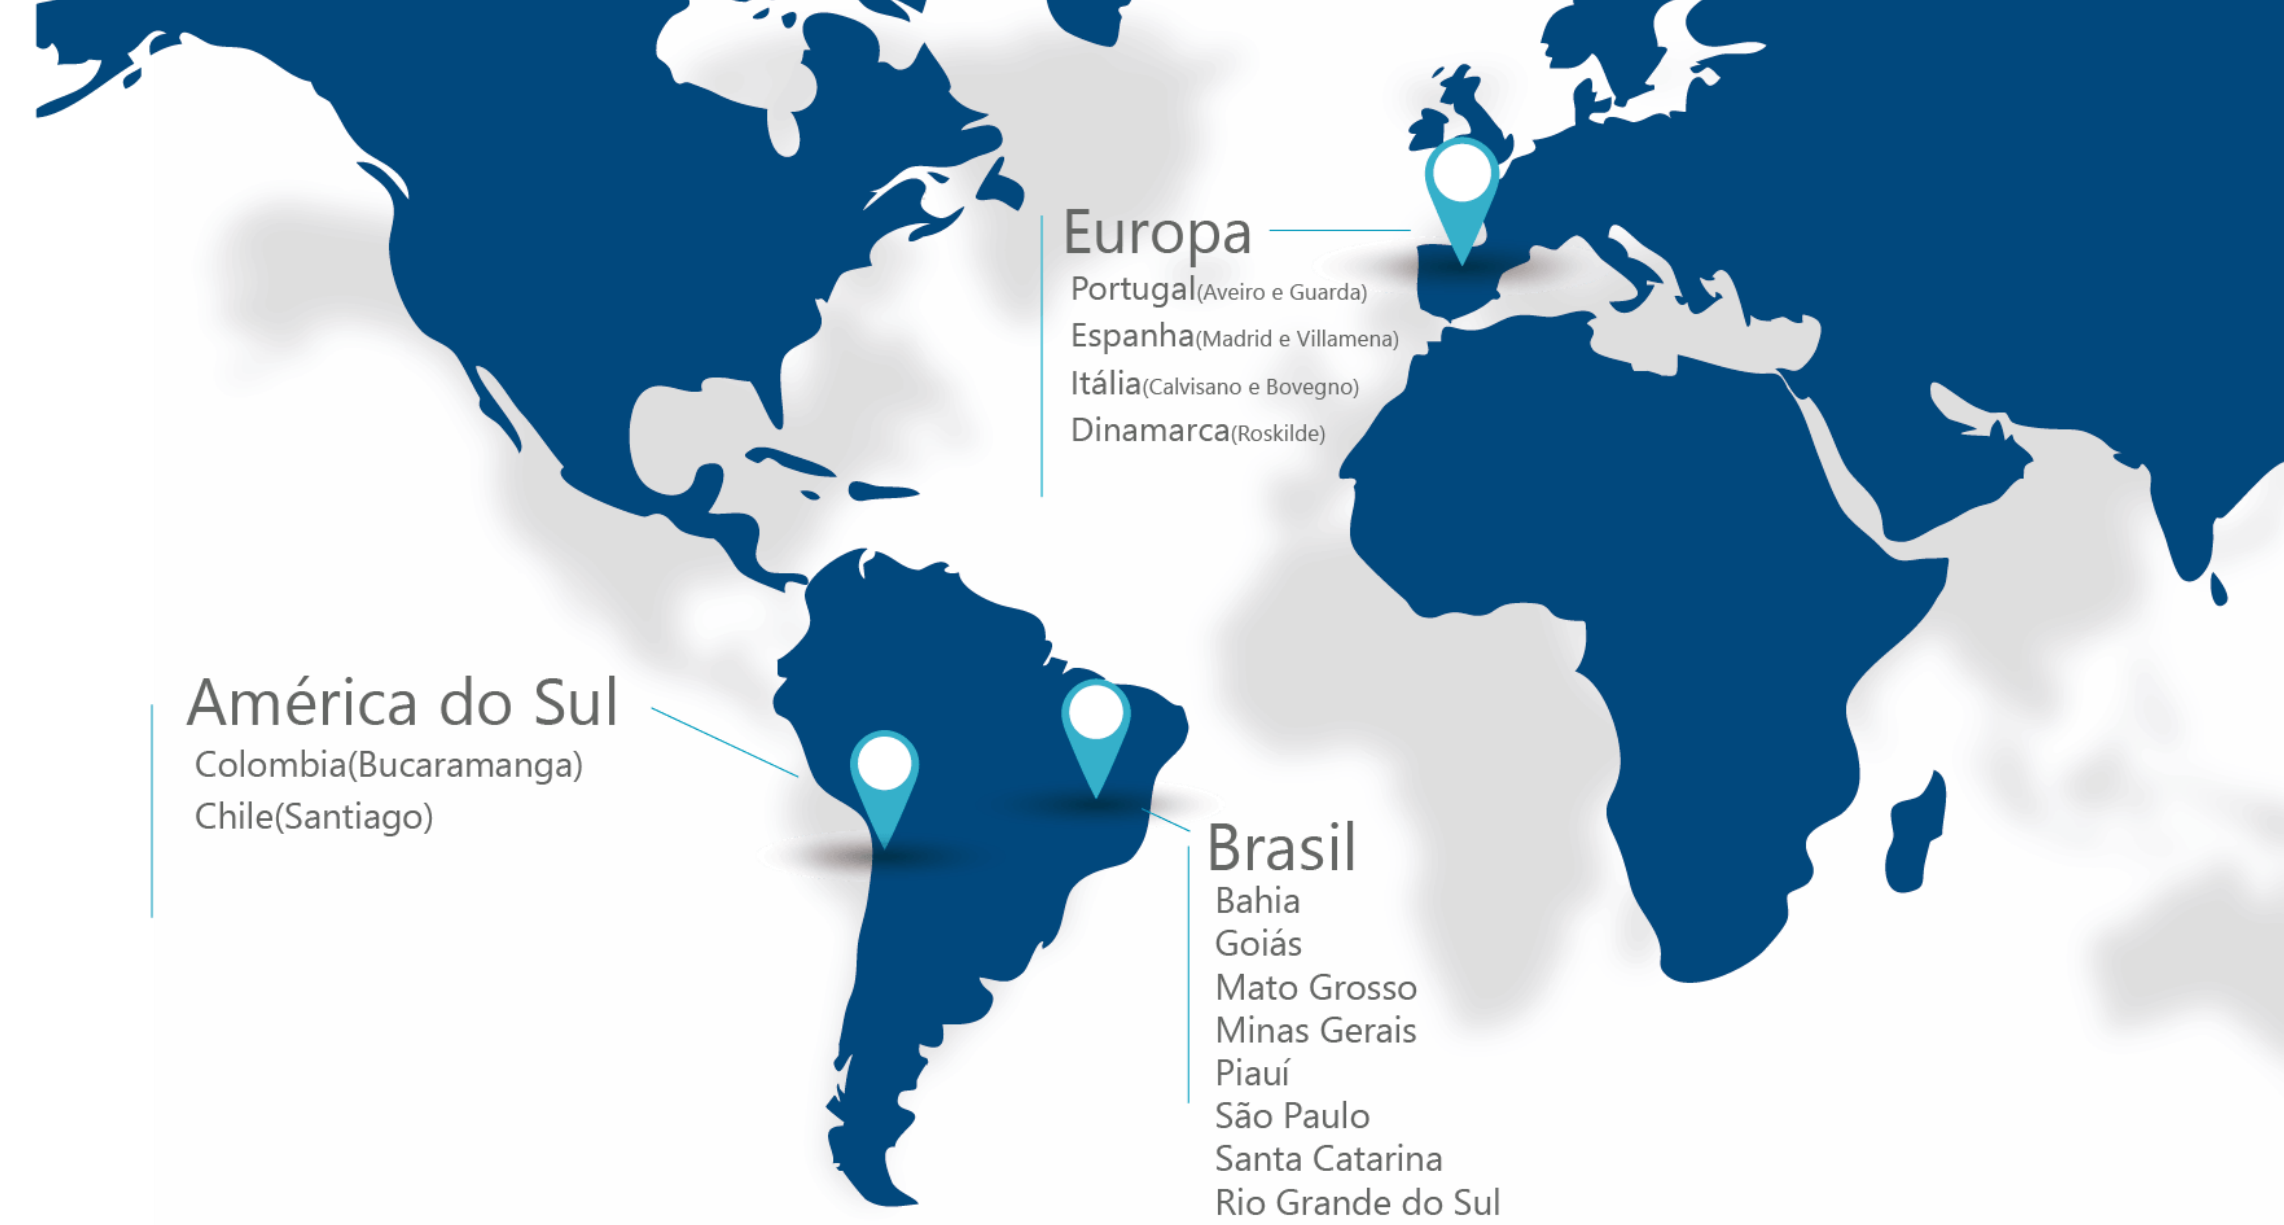 Europa
Portugal(Aveiro e Guarda)
Espanha(Madrid e Villamena)
Itália(Calvisano e Bovegno)
Dinamarca(Roskilde)
América do Sul
Colombia(Bucaramanga)
Chile(Santiago)
Brasil
Bahia
Goiás
Mato Grosso
Minas Gerais
Piauí
São Paulo
Santa Catarina
Rio Grande do Sul